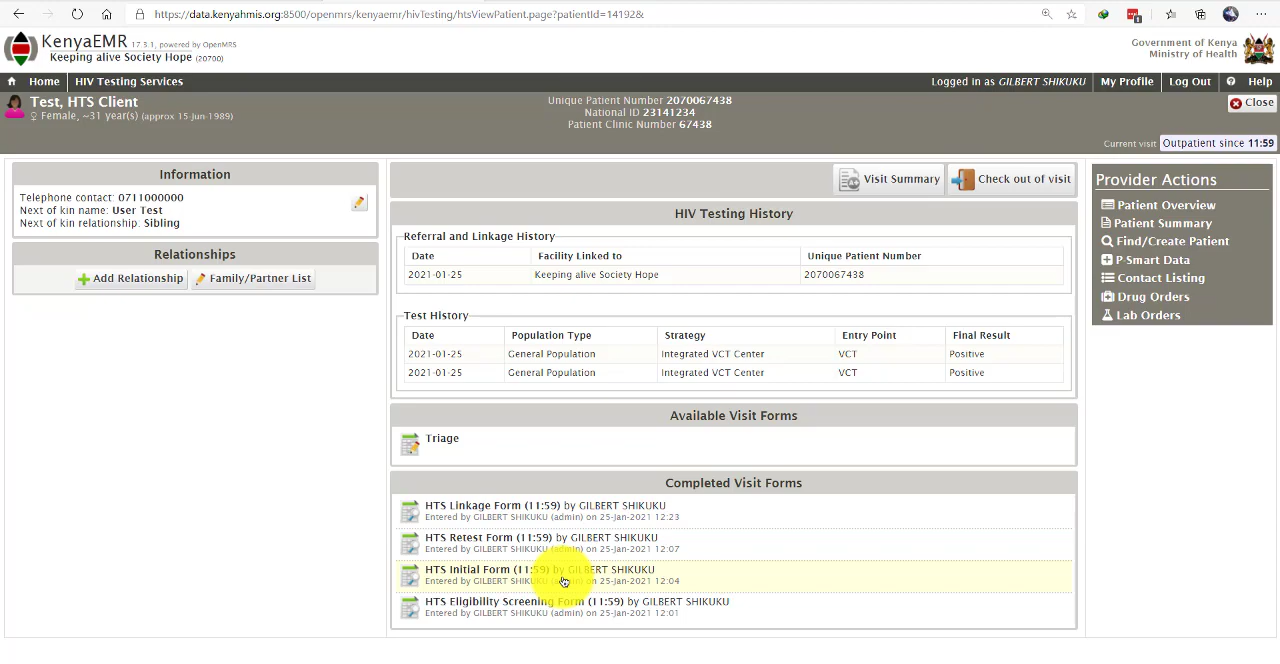 https://data.kenyahmis.org:8500/openmrs/kenyaemr/hivTesting/htsViewPatient.page?patientId=14192&
KenyaEMR 17.3.1, powered by OpenMRS
Keeping alive Society Hope (20700)
Government of Kenya
Ministry of Health
Home HIV Testing Services Logged in as GILBERT SHIKUKU My Profile Log Out Help
Test, HTS Client
Female, ~31 year(s) (approx 15-Jun-1989)
Unique Patient Number 2070067438
National ID 23141234
Patient Clinic Number 67438
Close
Current visit Outpatient since 11:59
Information
Telephone contact: 0711000000
Next of kin name: User Test
Next of kin relationship: Sibling
Relationships
Add Relationship Family/Partner List
Visit Summary Check out of visit
HIV Testing History
Referral and Linkage History
Date Facility Linked to Unique Patient Number
2021-01-25 Keeping alive Society Hope 2070067438
Test History
Date Population Type Strategy Entry Point Final Result
2021-01-25 General Population Integrated VCT Center VCT Positive
2021-01-25 General Population Integrated VCT Center VCT Positive
Available Visit Forms
Triage
Completed Visit Forms
HTS Linkage Form (11:59) by GILBERT SHIKUKU
Entered by GILBERT SHIKUKU (admin) on 25-Jan-2021 12:23
HTS Retest Form (11:59) by GILBERT SHIKUKU
Entered by GILBERT SHIKUKU (admin) on 25-Jan-2021 12:07
HTS Initial Form (11:59) by GILBERT SHIKUKU
Entered by GILBERT SHIKUKU (admin) on 25-Jan-2021 12:04
HTS Eligibility Screening Form (11:59) by GILBERT SHIKUKU
Entered by GILBERT SHIKUKU (admin) on 25-Jan-2021 12:01
Provider Actions
Patient Overview
Patient Summary
Find/Create Patient
P-Smart Data
Contact Listing
Drug Orders
Lab Orders